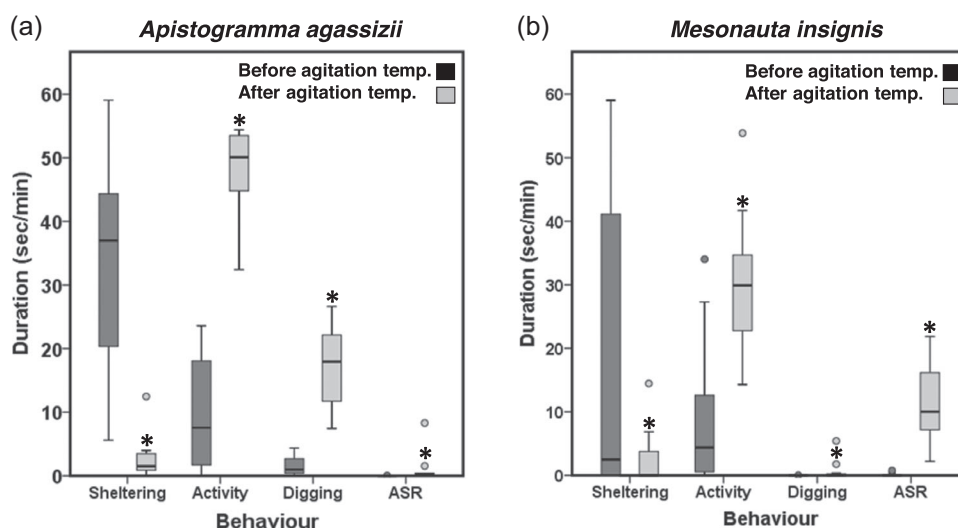 (a) Apistogramma agassizii
Before agitation temp.
After agitation temp.
60
50
40
30
20
10
0
Duration (sec/min)
*
*
*
*
Sheltering Activity Digging ASR
Behaviour
(b) Mesonauta insignis
Before agitation temp.
After agitation temp.
60
50
40
30
20
10
0
Duration (sec/min)
*
*
*
*
Sheltering Activity Digging ASR
Behaviour